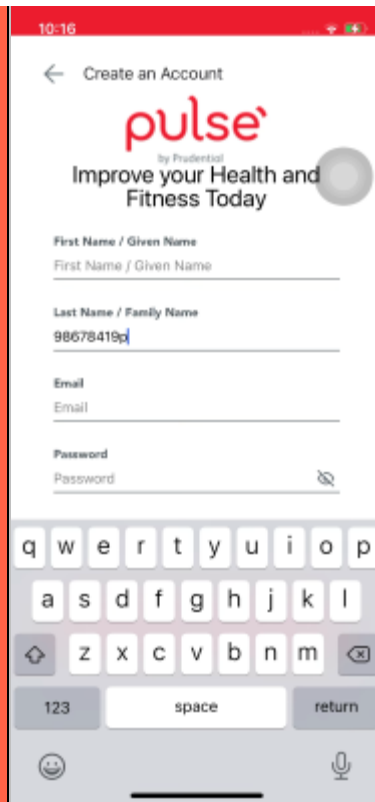 10:16
Create an Account
pulse
by Prudential
Improve your Health and
Fitness Today
First Name / Given Name
First Name / Given Name
Last Name / Family Name
98678419p
Email
Email
Password
Password
q w e r t y u i o p
a s d f g h j k l
z x c v b n m
123 space return